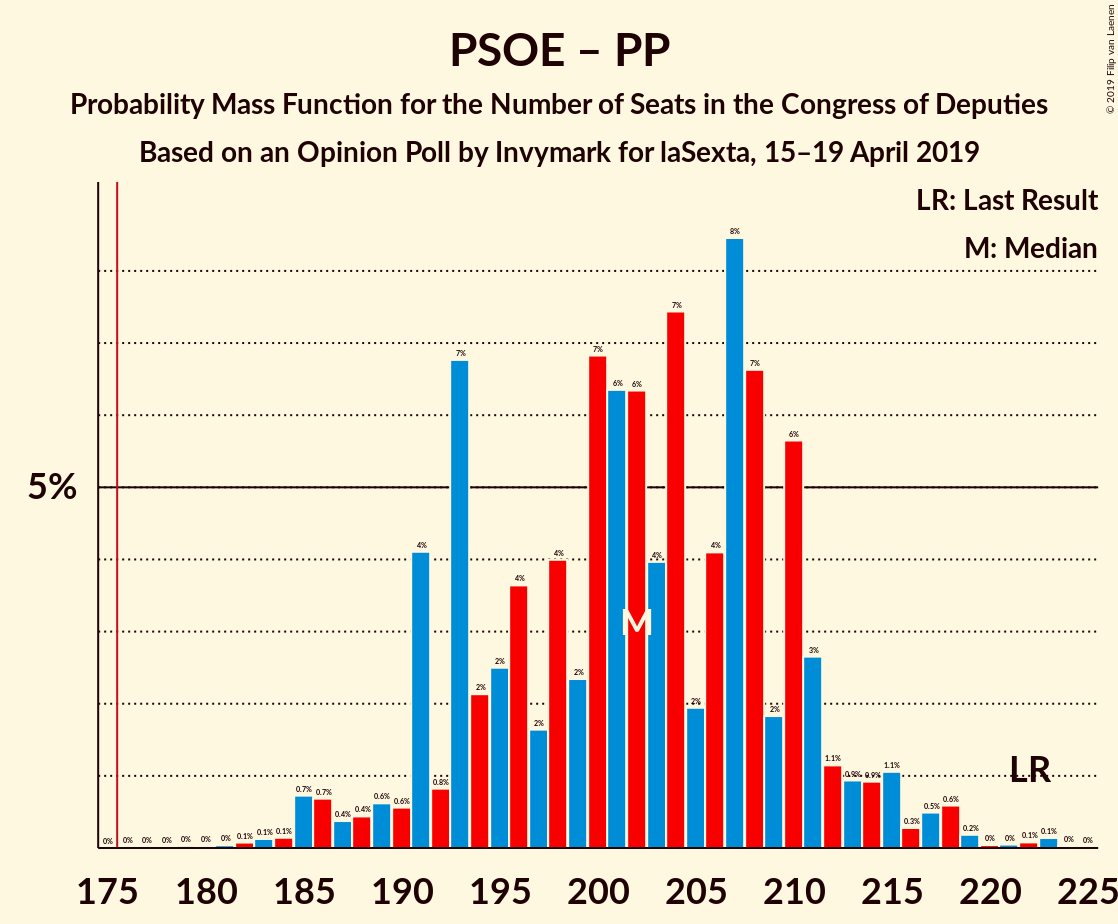 © 2019 Filip van Laenen
PSOE – PP
Probability Mass Function for the Number of Seats in the Congress of Deputies
Based on an Opinion Poll by Invymark for laSexta, 15–19 April 2019
LR: Last Result
M: Median
5%
0% 0% 0% 0% 0% 0% 0% 0.1% 0.1% 0.1% 0.7% 0.7% 0.4% 0.4% 0.6% 0.6% 4% 0.8% 7% 2% 2% 4% 2% 4% 2% 7% 6% 6% 4% 7% 2% 4% 8% 7% 2% 6% 3% 1.1% 0.9% 0.9% 1.1% 0.3% 0.5% 0.6% 0.2% 0% 0% 0.1% 0.1% 0% 0%
M
LR
175 180 185 190 195 200 205 210 215 220 225